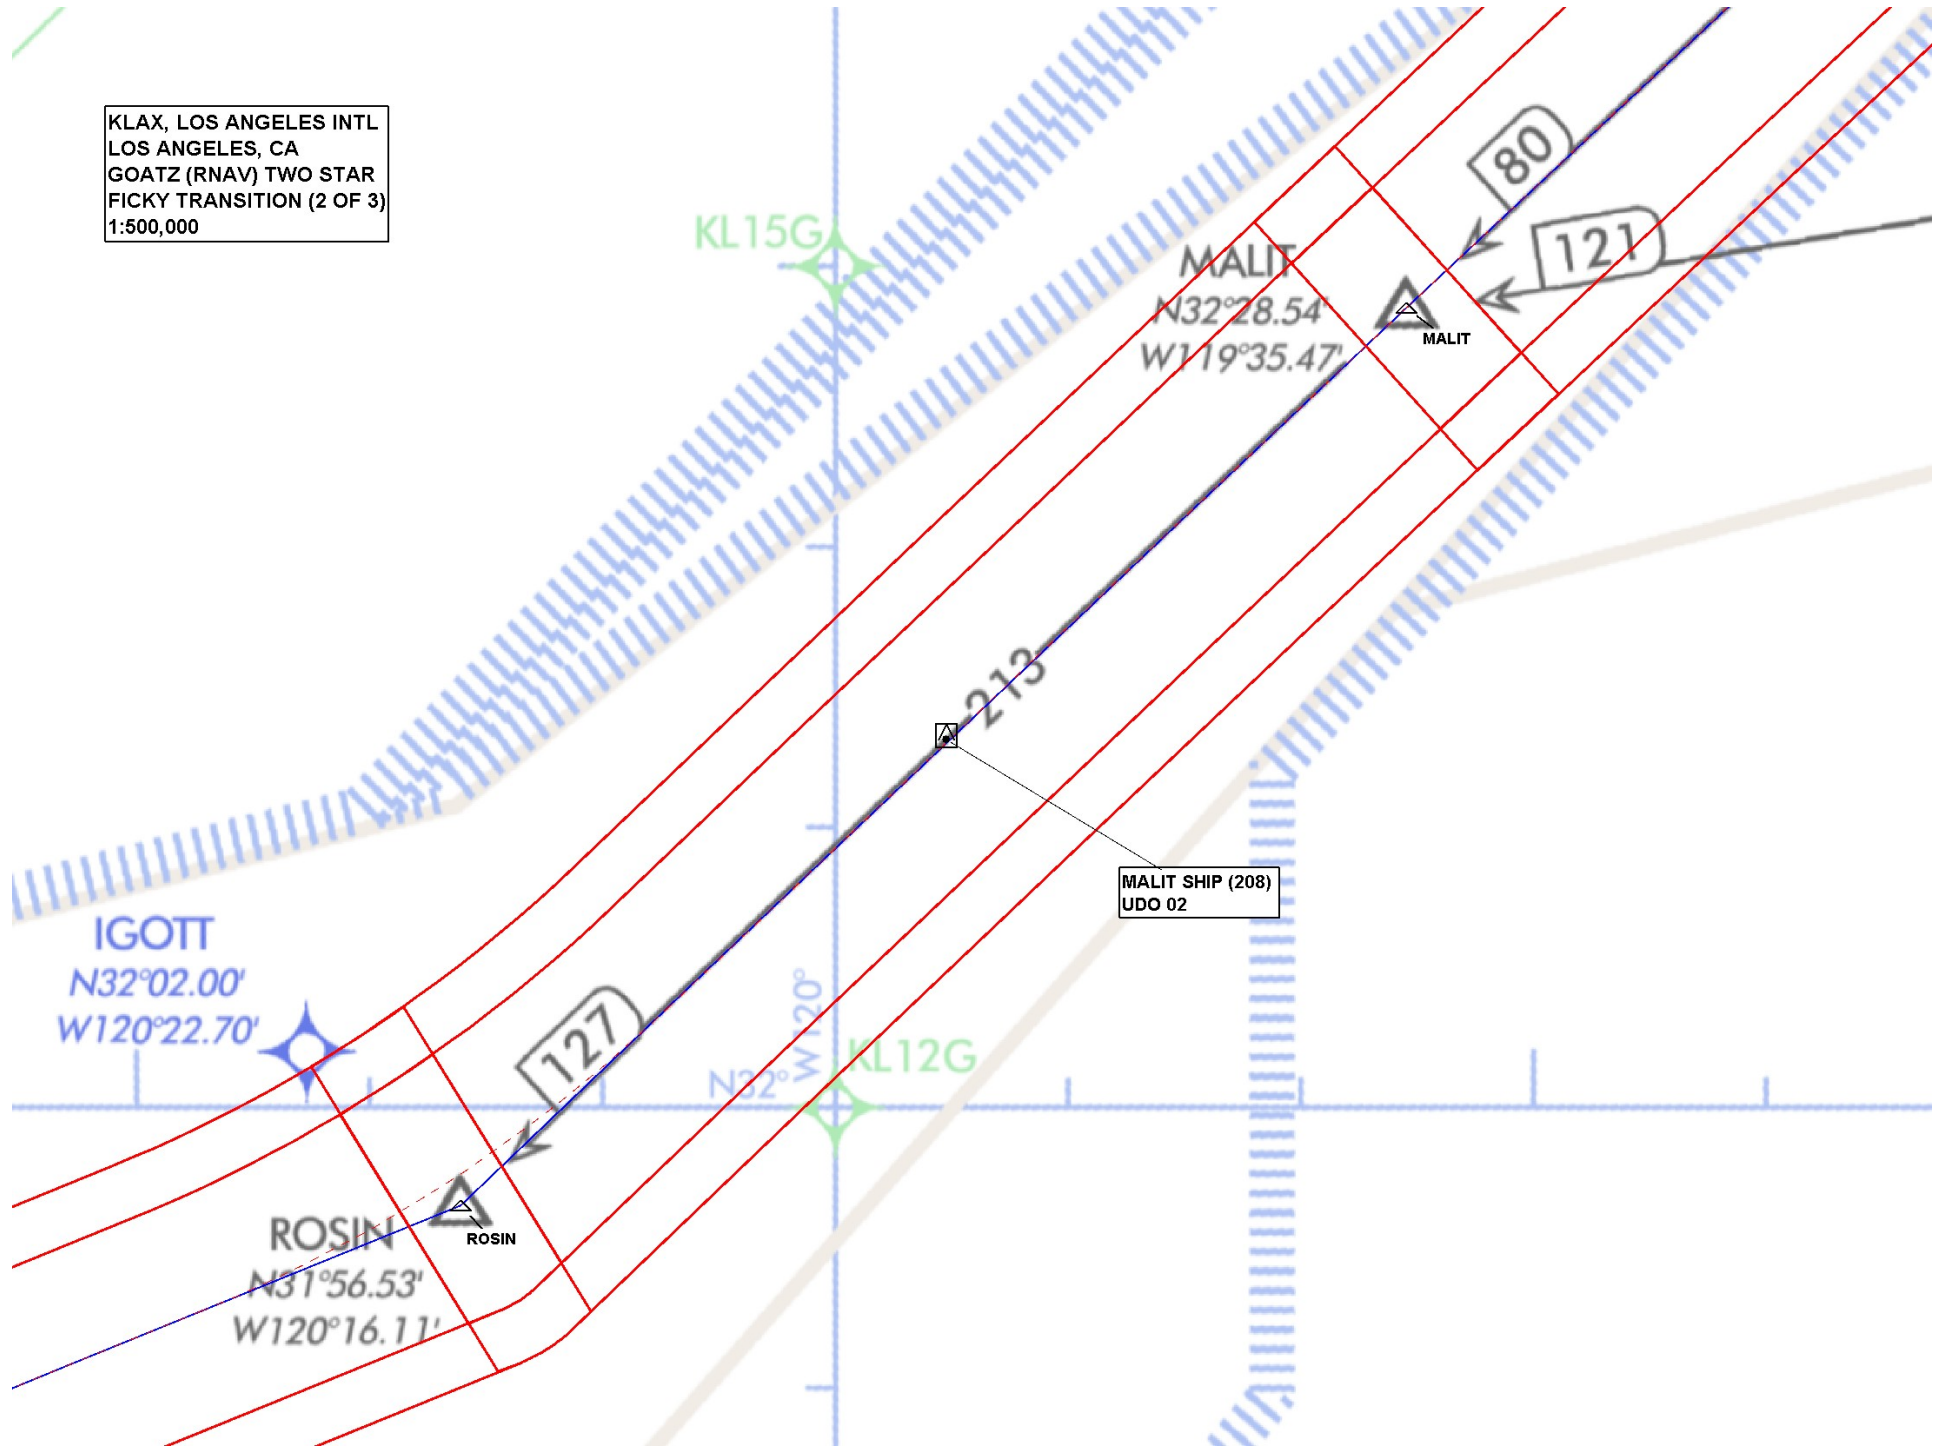 KLAX, LOS ANGELES INTL
LOS ANGELES, CA
GOATZ (RNAV) TWO STAR
FICKY TRANSITION (2 OF 3)
1:500,000
80
KL15G
121
MALIT
N32°28.54'
W119°35.47'
MALIT
213
MALIT SHIP (208)
UDO 02
IGOTT
N32°02.00'
W120°22.70'
127
W120°
N32°
KL12G
ROSIN
N31°56.53'
W120°16.11'
ROSIN